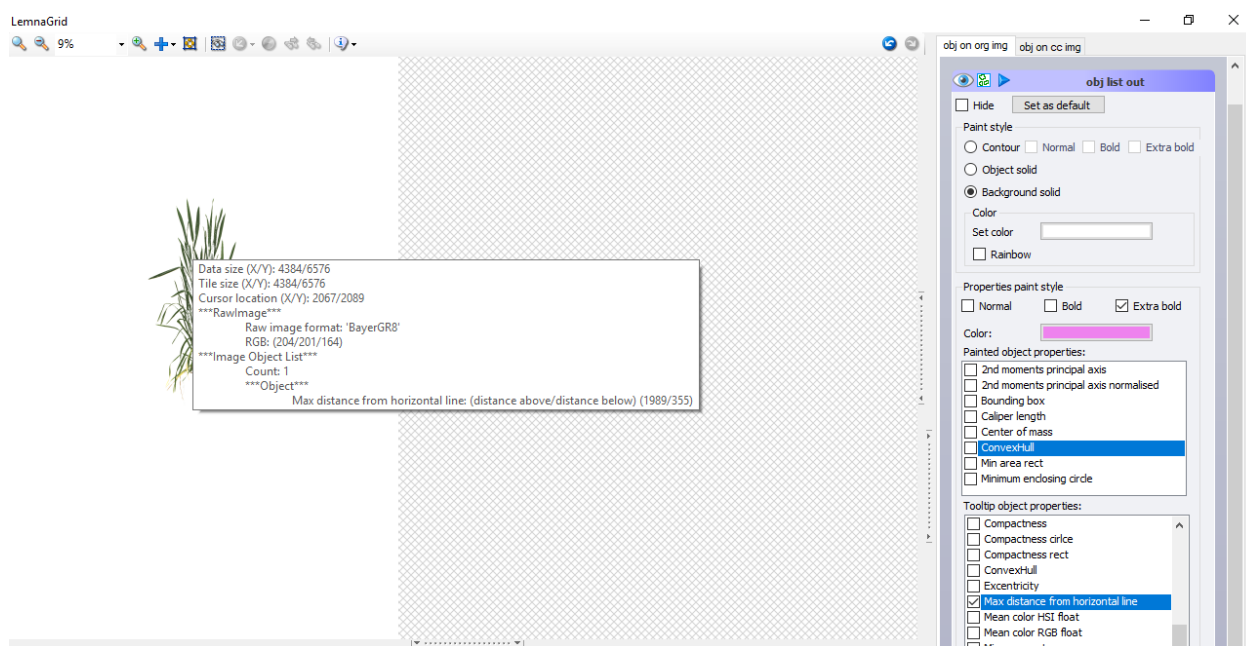 LemnaGrid
9%
obj on org img obj on cc img
obj list out
Hide Set as default
Paint style
Contour Normal Bold Extra bold
Object solid
Background solid
Color
Set color
Rainbow
Properties paint style
Normal Bold Extra bold
Color:
Painted object properties:
2nd moments principal axis
2nd moments principal axis normalised
Bounding box
Caliper length
Center of mass
ConvexHull
Min area rect
Minimum enclosing circle
Tooltip object properties:
Compactness
Compactness cirlce
Compactness rect
ConvexHull
Excentricity
Max distance from horizontal line
Mean color HSI float
Mean color RGB float
Data size (X/Y): 4384/6576
Tile size (X/Y): 4384/6576
Cursor location (X/Y): 2067/2089
***RawImage***
Raw image format: 'BayerGR8'
RGB: (204/201/164)
***Image Object List***
Count: 1
***Object***
Max distance from horizontal line: (distance above/distance below) (1989/355)